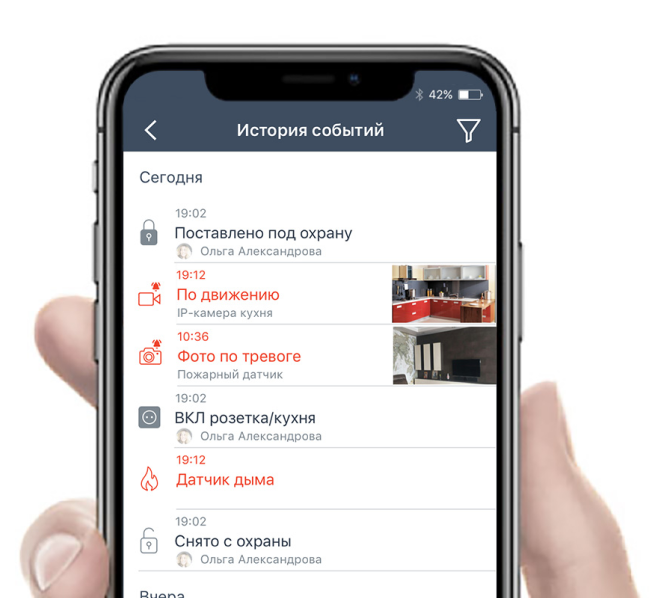 42%
История событий
Сегодня
19:02
Поставлено под охрану
Ольга Александрова
19:12
По движению
IP-камера кухня
10:36
Фото по тревоге
Пожарный датчик
19:02
ВКЛ розетка/кухня
Ольга Александрова
19:12
Датчик дыма
19:02
Снято с охраны
Ольга Александрова
Вчера